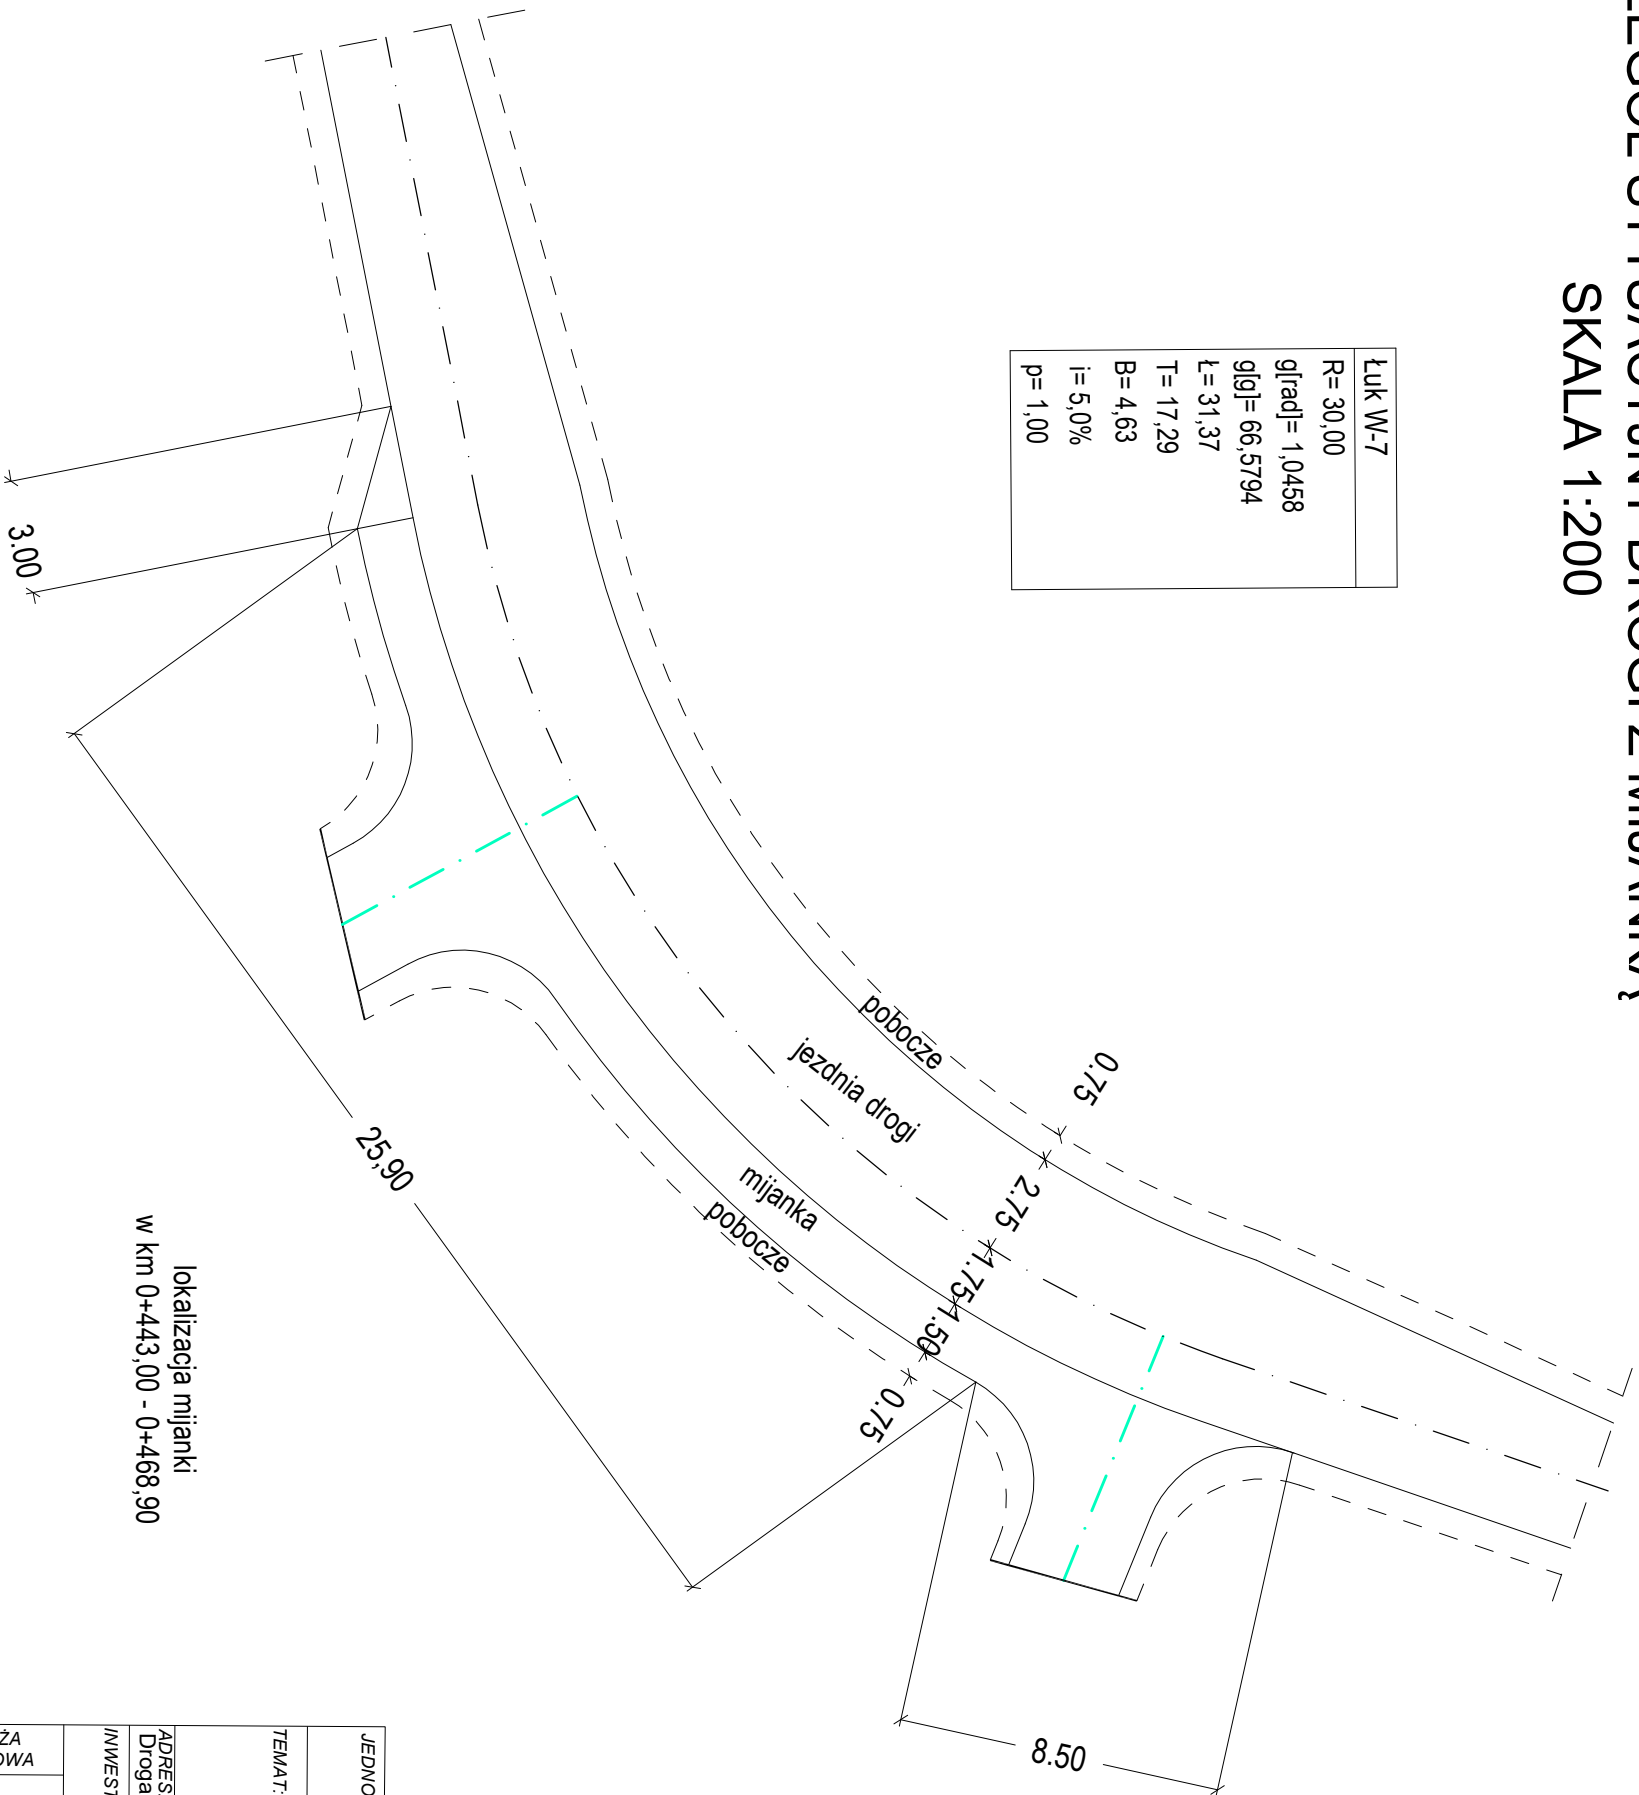 SKALA 1:200
Łuk W-7
R= 30,00
g[rad]= 1,0458
g[g]= 66,5794
Ł= 31,37
T= 17,29
B= 4,63
i= 5,0%
p= 1,00
3.00
pobocze
jezdnia drogi
mijanka
pobocze
0.75
2.75
1.75
1.50
0.75
25,90
8.50
lokalizacja mijanki
w km 0+443,00 - 0+468,90
TEMAT:
ADRES:
Droga